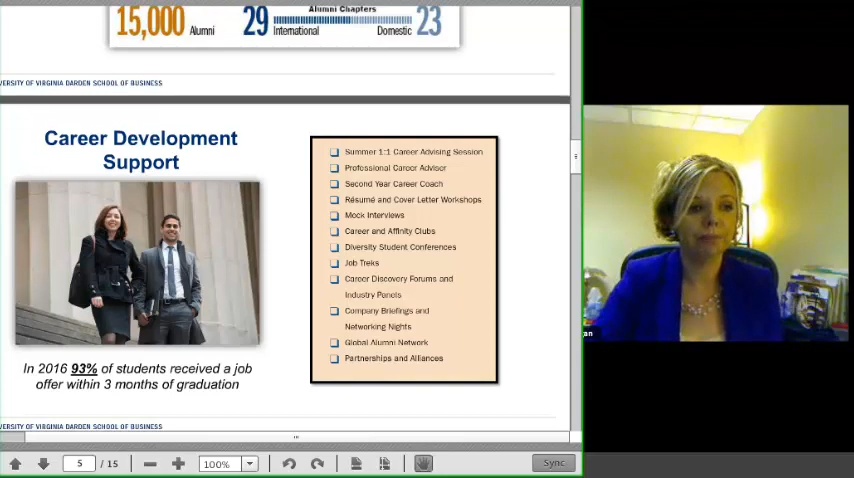 Alumni Chapters
15,000 Alumni 29 International Domestic 23
VERSITY OF VIRGINIA DARDEN SCHOOL OF BUSINESS
Career Development
Support
In 2016 93% of students received a job
offer within 3 months of graduation
Summer 1:1 Career Advising Session
Professional Career Advisor
Second Year Career Coach
Résumé and Cover Letter Workshops
Mock Interviews
Career and Affinity Clubs
Diversity Student Conferences
Job Treks
Career Discovery Forums and
Industry Panels
Company Briefings and
Networking Nights
Global Alumni Network
Partnerships and Alliances
VERSITY OF VIRGINIA DARDEN SCHOOL OF BUSINESS
5 / 15
100%
Sync
an